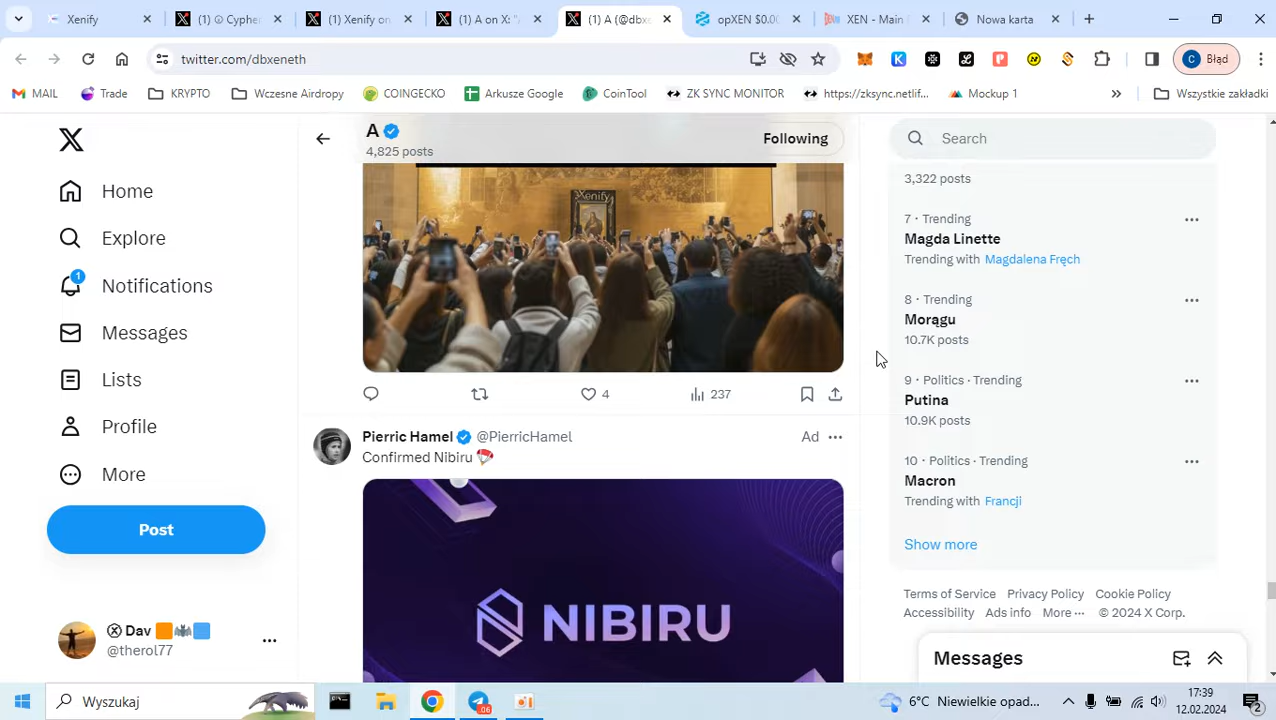 Xenify
(1) ⊙ Cypher
(1) Xenify on
(1) A on X: "A
(1) A (@dbxe
opXEN $0.00
XEN - Main
Nowa karta
twitter.com/dbxeneth
Błąd
MAIL
Trade
KRYPTO
Wczesne Airdropy
COINGECKO
Arkusze Google
CoinTool
ZK SYNC MONITOR
https://zksync.netlif...
Mockup 1
Wszystkie zakładki
A
4,825 posts
Following
Search
Home
Explore
1
Notifications
Messages
Lists
Profile
More
Post
Dav
@therol77
Xenify
4
237
Pierric Hamel @PierricHamel
Ad
Confirmed Nibiru
NIBIRU
3,322 posts
7 · Trending
Magda Linette
Trending with Magdalena Fręch
8 · Trending
Morągu
10.7K posts
9 · Politics · Trending
Putina
10.9K posts
10 · Politics · Trending
Macron
Trending with Francji
Show more
Terms of Service Privacy Policy Cookie Policy
Accessibility Ads info More ··· © 2024 X Corp.
Messages
Wyszukaj
06
6°C Niewielkie opad...
17:39
12.02.2024
2